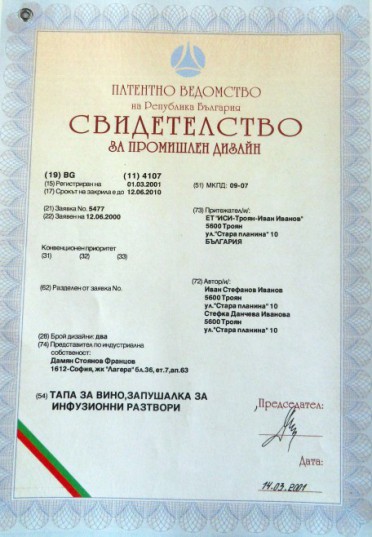 ПАТЕНТНО ВЕДОМСТВО
на Република България
СВИДЕТЕЛСТВО
ЗА ПРОМИШЛЕН ДИЗАЙН
(19) BG (11) 4107
(15) Регистриран на 01.03.2001 (51) МКПД: 09-07
(17) Срокът на закрила е до 12.06.2010
(21) Заявка No. 5477 (73) Притежател/и:
(22) Заявен на 12.06.2000 ЕТ "ИСИ-Троян-Иван Иванов"
5600 Троян
ул."Стара планина" 10
БЪЛГАРИЯ
Конвенционен приоритет
(31) (32) (33)
(62) Разделен от заявка No. (72) Автор/и:
Иван Стефанов Иванов
5600 Троян
ул."Стара планина" 10
Стефка Данчева Иванова
5600 Троян
ул."Стара планина" 10
(28) Брой дизайни: два
(74) Представител по индустриална
собственост:
Дамян Стоянов Францов
1612-София, жк "Лагера" бл.36, ет.7,ап.63
(54) ТАПА ЗА ВИНО,ЗАПУШАЛКА ЗА
ИНФУЗИОННИ РАЗТВОРИ
Председател:
Дата:
14.03.2001